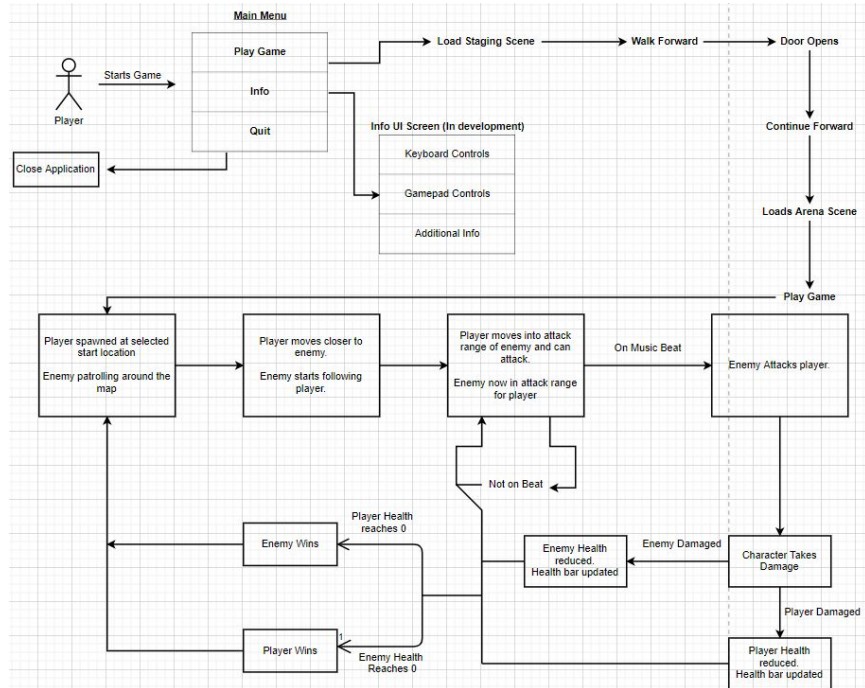 Main Menu
Play Game
Load Staging Scene
Walk Forward
Door Opens
Starts Game
Info
Player
Quit
Continue Forward
Info UI Screen (In development)
Keyboard Controls
Close Application
Gamepad Controls
Loads Arena Scene
Additional Info
Play Game
Player spawned at selected
start location
Enemy patrolling around the
map
Player moves closer to
enemy.
Enemy starts following
player.
Player moves into attack
range of enemy and can
attack.
Enemy now in attack range
for player
On Music Beat
Enemy Attacks player.
Not on Beat
Player Health
reaches 0
Enemy Wins
Enemy Health
reduced.
Health bar updated
Enemy Damaged
Character Takes
Damage
Player Damaged
1
Player Wins
Enemy Health
Reaches 0
Player Health
reduced.
Health bar updated